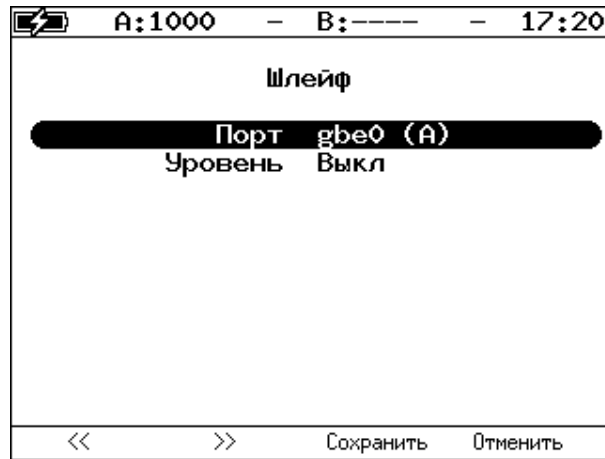 A:1000 – B:---- – 17:20
Шлейф
Порт gbe0 (A)
Уровень Выкл
<< >> Сохранить Отменить